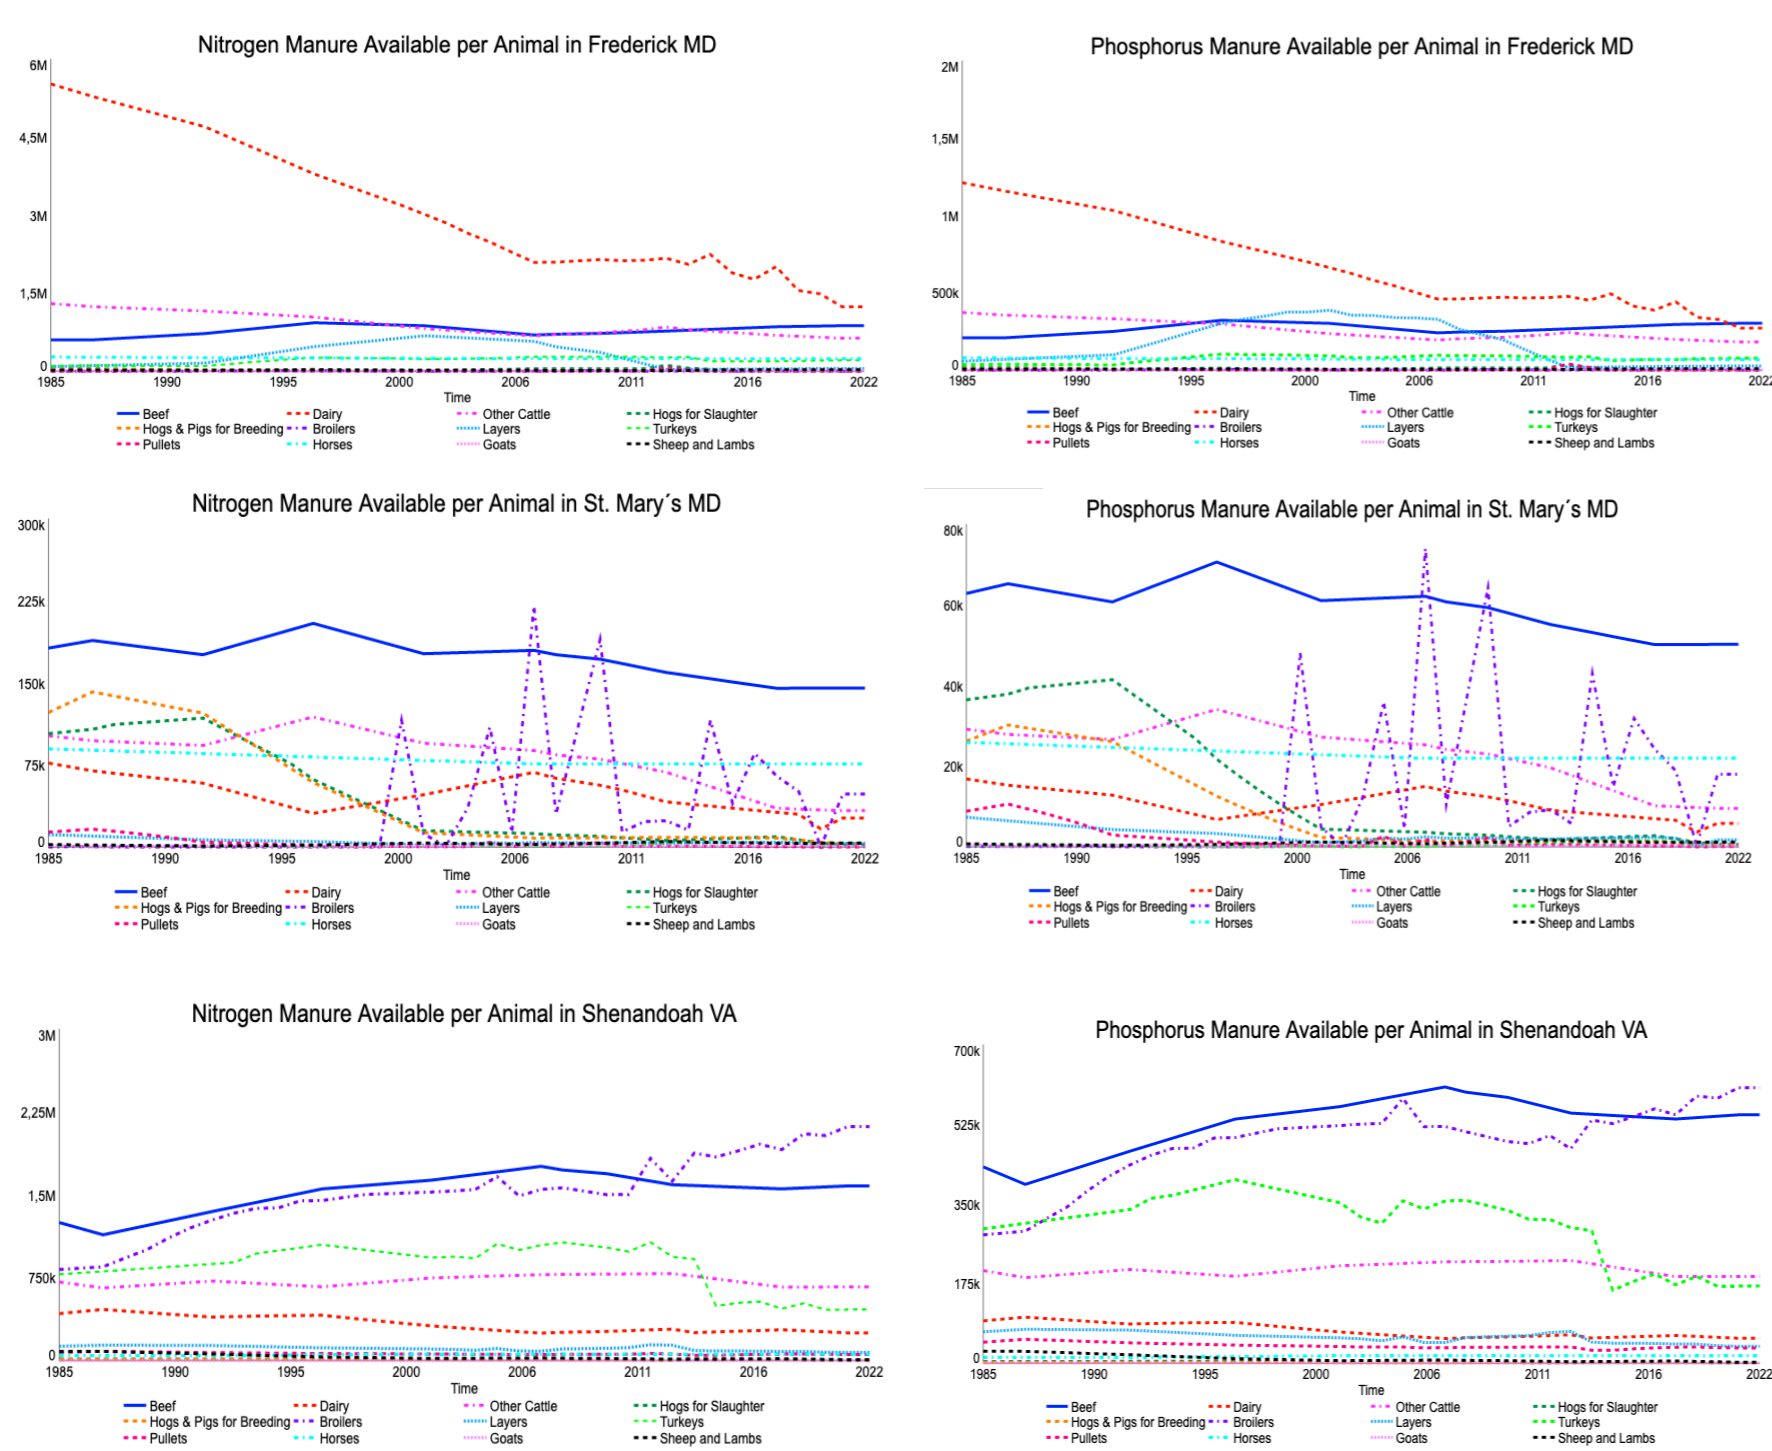 Nitrogen Manure Available per Animal in Frederick MD
6M
4,5M
3M
1,5M
0
1985 1990 1995 2000 2006 2011 2016 2022
Time
Beef Dairy Other Cattle Hogs for Slaughter
Hogs & Pigs for Breeding Broilers Layers Turkeys
Pullets Horses Goats Sheep and Lambs
Phosphorus Manure Available per Animal in Frederick MD
2M
1,5M
1M
500k
0
1985 1990 1995 2000 2006 2011 2016 2022
Time
Beef Dairy Other Cattle Hogs for Slaughter
Hogs & Pigs for Breeding Broilers Layers Turkeys
Pullets Horses Goats Sheep and Lambs
Nitrogen Manure Available per Animal in St. Mary´s MD
300k
225k
150k
75k
0
1985 1990 1995 2000 2006 2011 2016 2022
Time
Beef Dairy Other Cattle Hogs for Slaughter
Hogs & Pigs for Breeding Broilers Layers Turkeys
Pullets Horses Goats Sheep and Lambs
Phosphorus Manure Available per Animal in St. Mary´s MD
80k
60k
40k
20k
0
1985 1990 1995 2000 2006 2011 2016 2022
Time
Beef Dairy Other Cattle Hogs for Slaughter
Hogs & Pigs for Breeding Broilers Layers Turkeys
Pullets Horses Goats Sheep and Lambs
Nitrogen Manure Available per Animal in Shenandoah VA
3M
2,25M
1,5M
750k
0
1985 1990 1995 2000 2006 2011 2016 2022
Time
Beef Dairy Other Cattle Hogs for Slaughter
Hogs & Pigs for Breeding Broilers Layers Turkeys
Pullets Horses Goats Sheep and Lambs
Phosphorus Manure Available per Animal in Shenandoah VA
700k
525k
350k
175k
0
1985 1990 1995 2000 2006 2011 2016 2022
Time
Beef Dairy Other Cattle Hogs for Slaughter
Hogs & Pigs for Breeding Broilers Layers Turkeys
Pullets Horses Goats Sheep and Lambs